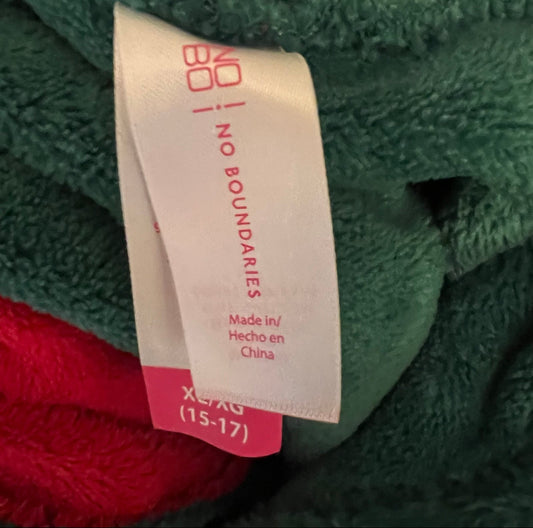 NO!
BO!
NO BOUNDARIES
Made in/
Hecho en
China
XL/XG
(15-17)